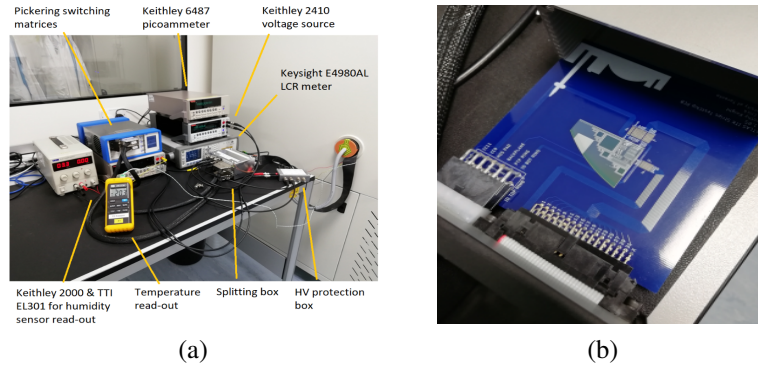 Pickering switching
matrices
Keithley 6487
picoammeter
Keithley 2410
voltage source
Keysight E4980AL
LCR meter
Keithley 2000 & TTI
EL301 for humidity
sensor read-out
Temperature
read-out
Splitting box
HV protection
box
(a)
(b)